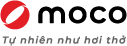 moco
Tự nhiên như hơi thở